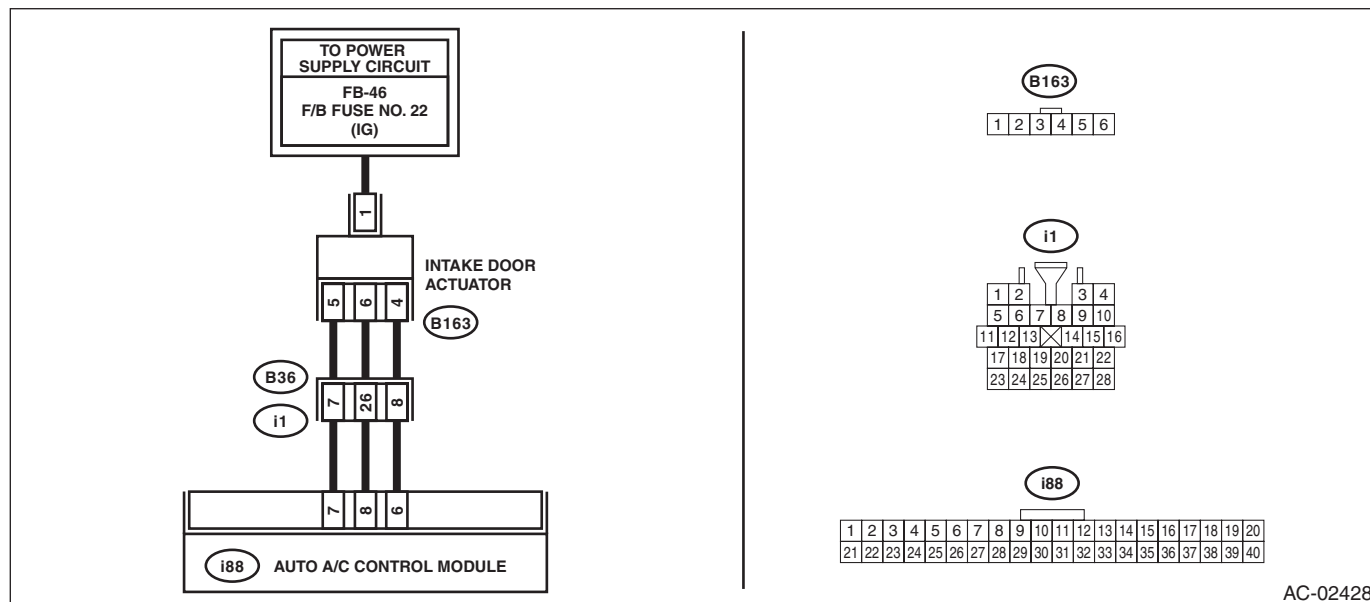 TO POWER
SUPPLY CIRCUIT
FB-46
F/B FUSE NO. 22
(IG)
1
INTAKE DOOR
ACTUATOR
5 6 4
B163
B36
7 26 8
i1
7 8 6
i88 AUTO A/C CONTROL MODULE
B163
1 2 3 4 5 6
i1
1 2 3 4
5 6 7 8 9 10
11 12 13 14 15 16
17 18 19 20 21 22
23 24 25 26 27 28
i88
1 2 3 4 5 6 7 8 9 10 11 12 13 14 15 16 17 18 19 20
21 22 23 24 25 26 27 28 29 30 31 32 33 34 35 36 37 38 39 40
AC-02428